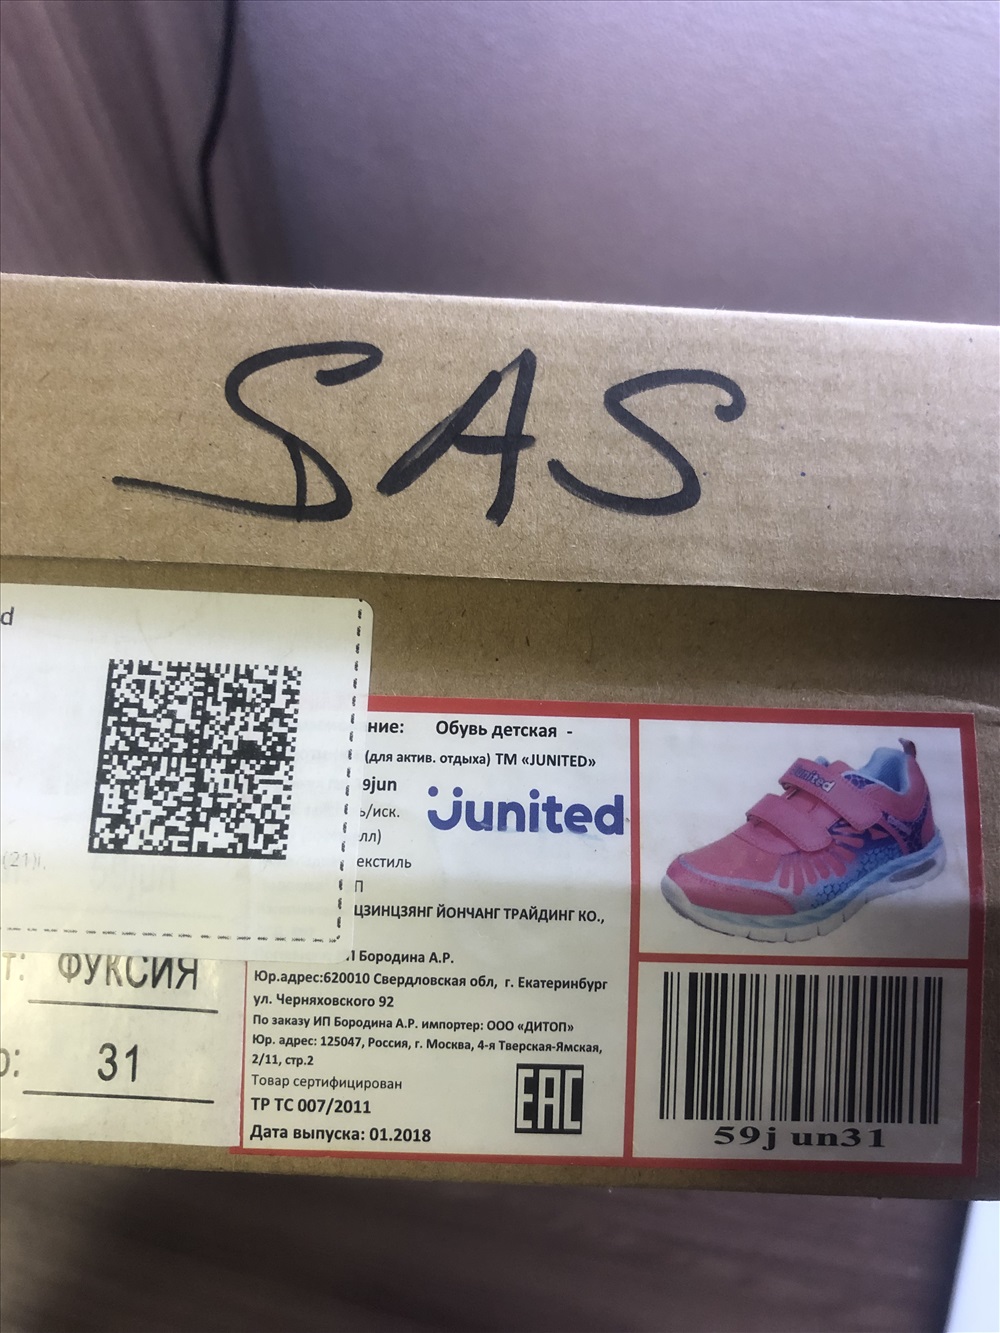 SAS
d
(21)
ние: Обувь детская -
(для актив. отдыха) ТМ «JUNITED»
9jun
ь/иск.
лл)
екстиль
П
Junited
ЦЗИНЦЗЯНГ ЙОНЧАНГ ТРАЙДИНГ КО.,
П Бородина А.Р.
Юр.адрес:620010 Свердловская обл, г. Екатеринбург
ул. Черняховского 92
По заказу ИП Бородина А.Р. импортер: ООО «ДИТОП»
Юр. адрес: 125047, Россия, г. Москва, 4-я Тверская-Ямская,
2/11, стр.2
Товар сертифицирован
ТР ТС 007/2011
Дата выпуска: 01.2018
EAC
т: ФУКСИЯ
р: 31
united
59jun31